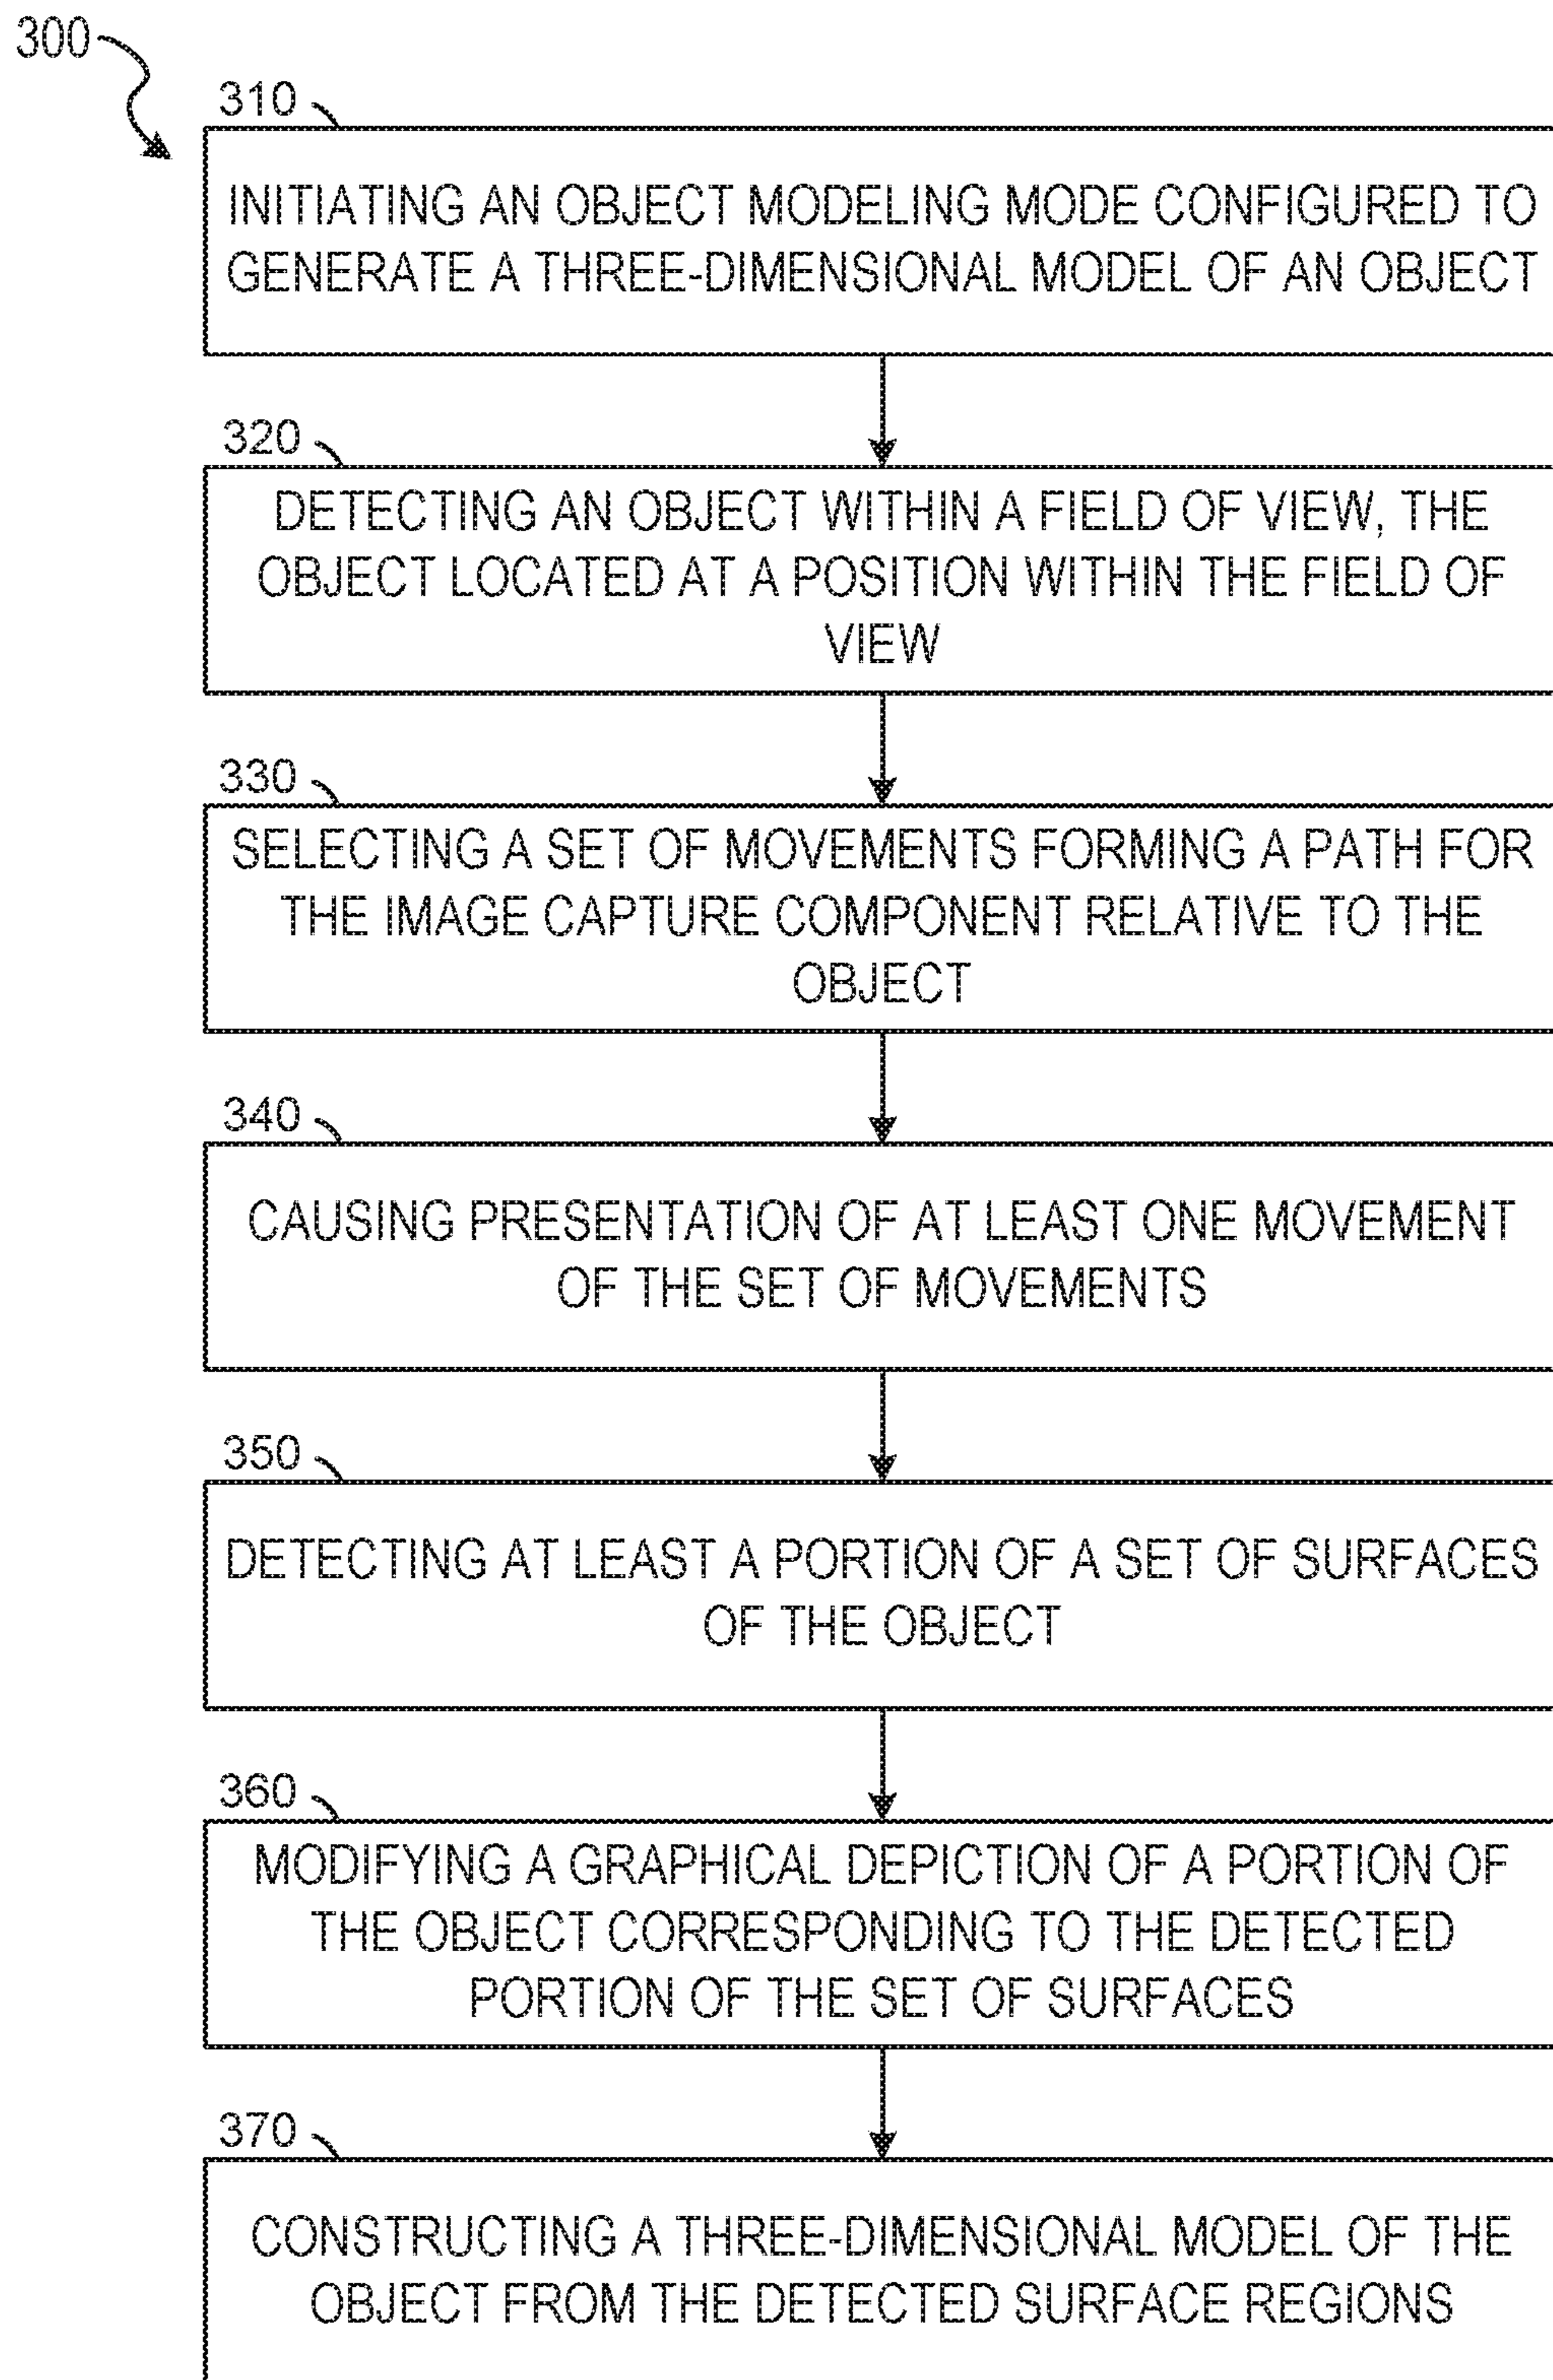 300
310
INITIATING AN OBJECT MODELING MODE CONFIGURED TO
GENERATE A THREE-DIMENSIONAL MODEL OF AN OBJECT
320
DETECTING AN OBJECT WITHIN A FIELD OF VIEW, THE
OBJECT LOCATED AT A POSITION WITHIN THE FIELD OF
VIEW
330
SELECTING A SET OF MOVEMENTS FORMING A PATH FOR
THE IMAGE CAPTURE COMPONENT RELATIVE TO THE
OBJECT
340
CAUSING PRESENTATION OF AT LEAST ONE MOVEMENT
OF THE SET OF MOVEMENTS
350
DETECTING AT LEAST A PORTION OF A SET OF SURFACES
OF THE OBJECT
360
MODIFYING A GRAPHICAL DEPICTION OF A PORTION OF
THE OBJECT CORRESPONDING TO THE DETECTED
PORTION OF THE SET OF SURFACES
370
CONSTRUCTING A THREE-DIMENSIONAL MODEL OF THE
OBJECT FROM THE DETECTED SURFACE REGIONS